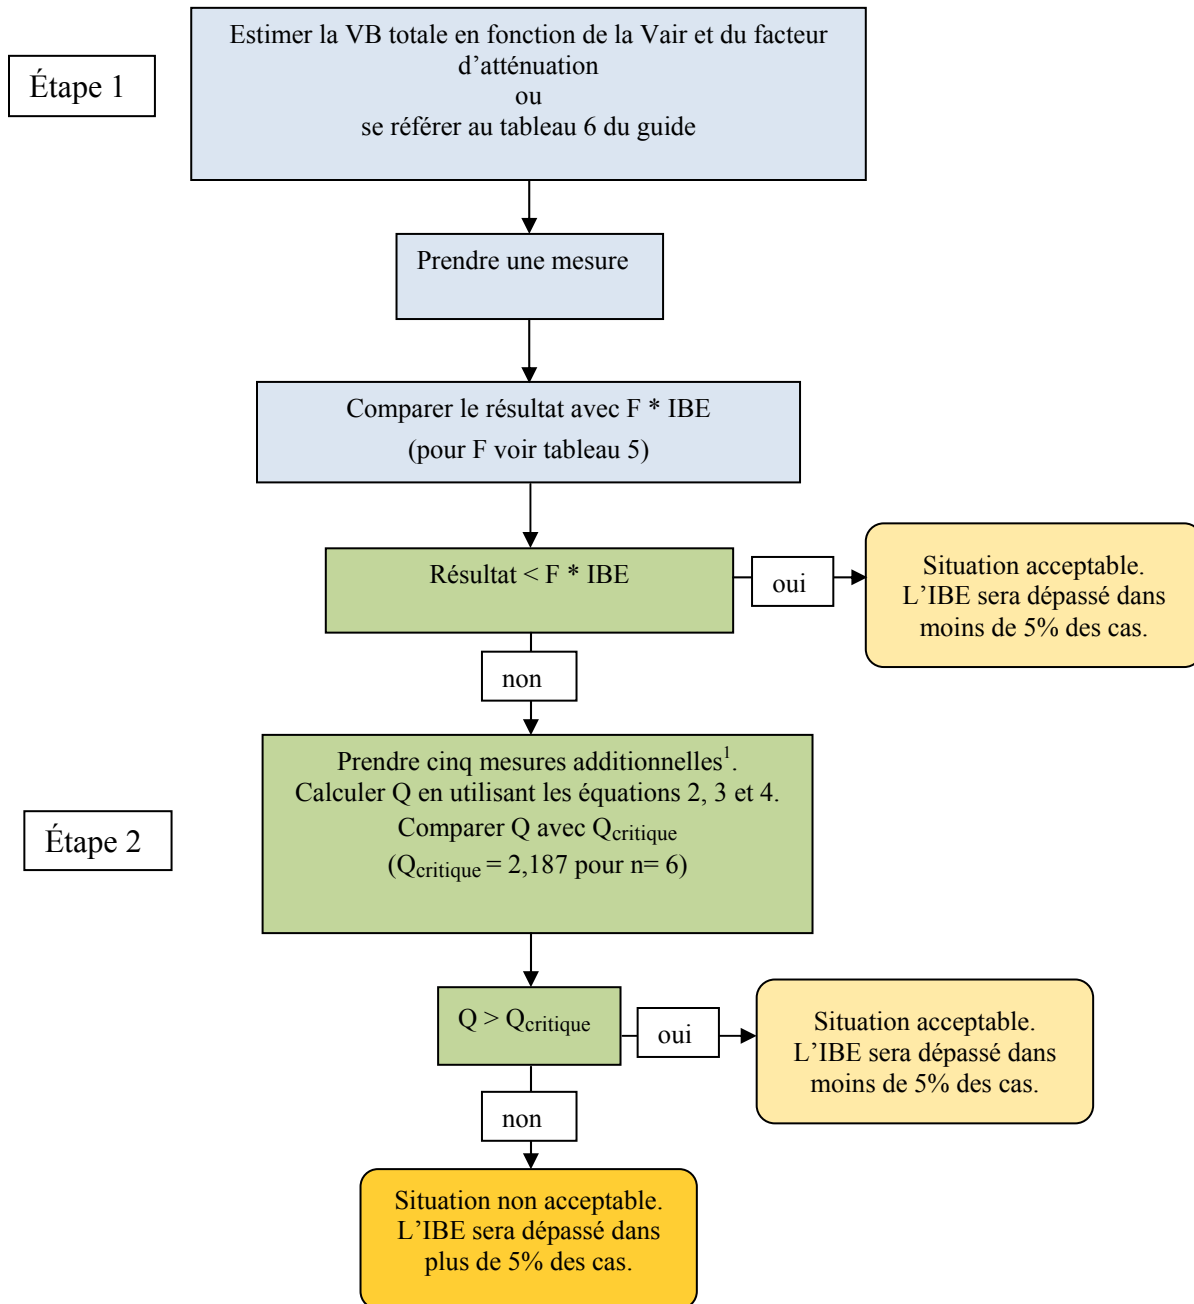 Étape 1
Estimer la VB totale en fonction de la Vair et du facteur
d’atténuation
ou
se référer au tableau 6 du guide
Prendre une mesure
Comparer le résultat avec F * IBE
(pour F voir tableau 5)
Résultat < F * IBE
oui
Situation acceptable.
L’IBE sera dépassé dans
moins de 5% des cas.
non
Étape 2
Prendre cinq mesures additionnelles¹.
Calculer Q en utilisant les équations 2, 3 et 4.
Comparer Q avec Qcritique
(Qcritique = 2,187 pour n= 6)
Q > Qcritique
oui
Situation acceptable.
L’IBE sera dépassé dans
moins de 5% des cas.
non
Situation non acceptable.
L’IBE sera dépassé dans
plus de 5% des cas.